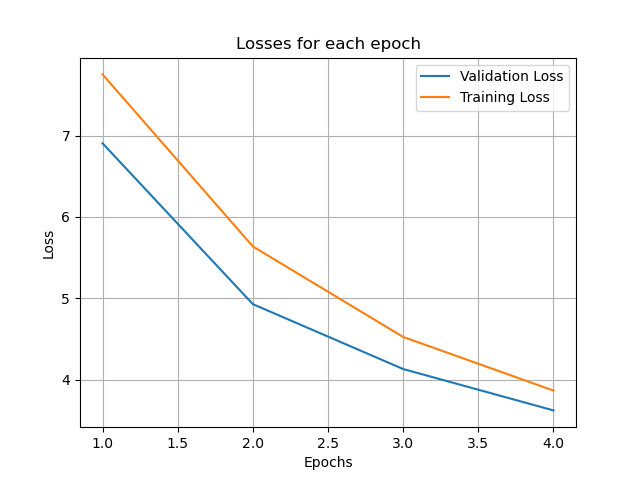 Losses for each epoch
Validation Loss
Training Loss
7
6
5
4
Loss
1.0 1.5 2.0 2.5 3.0 3.5 4.0
Epochs